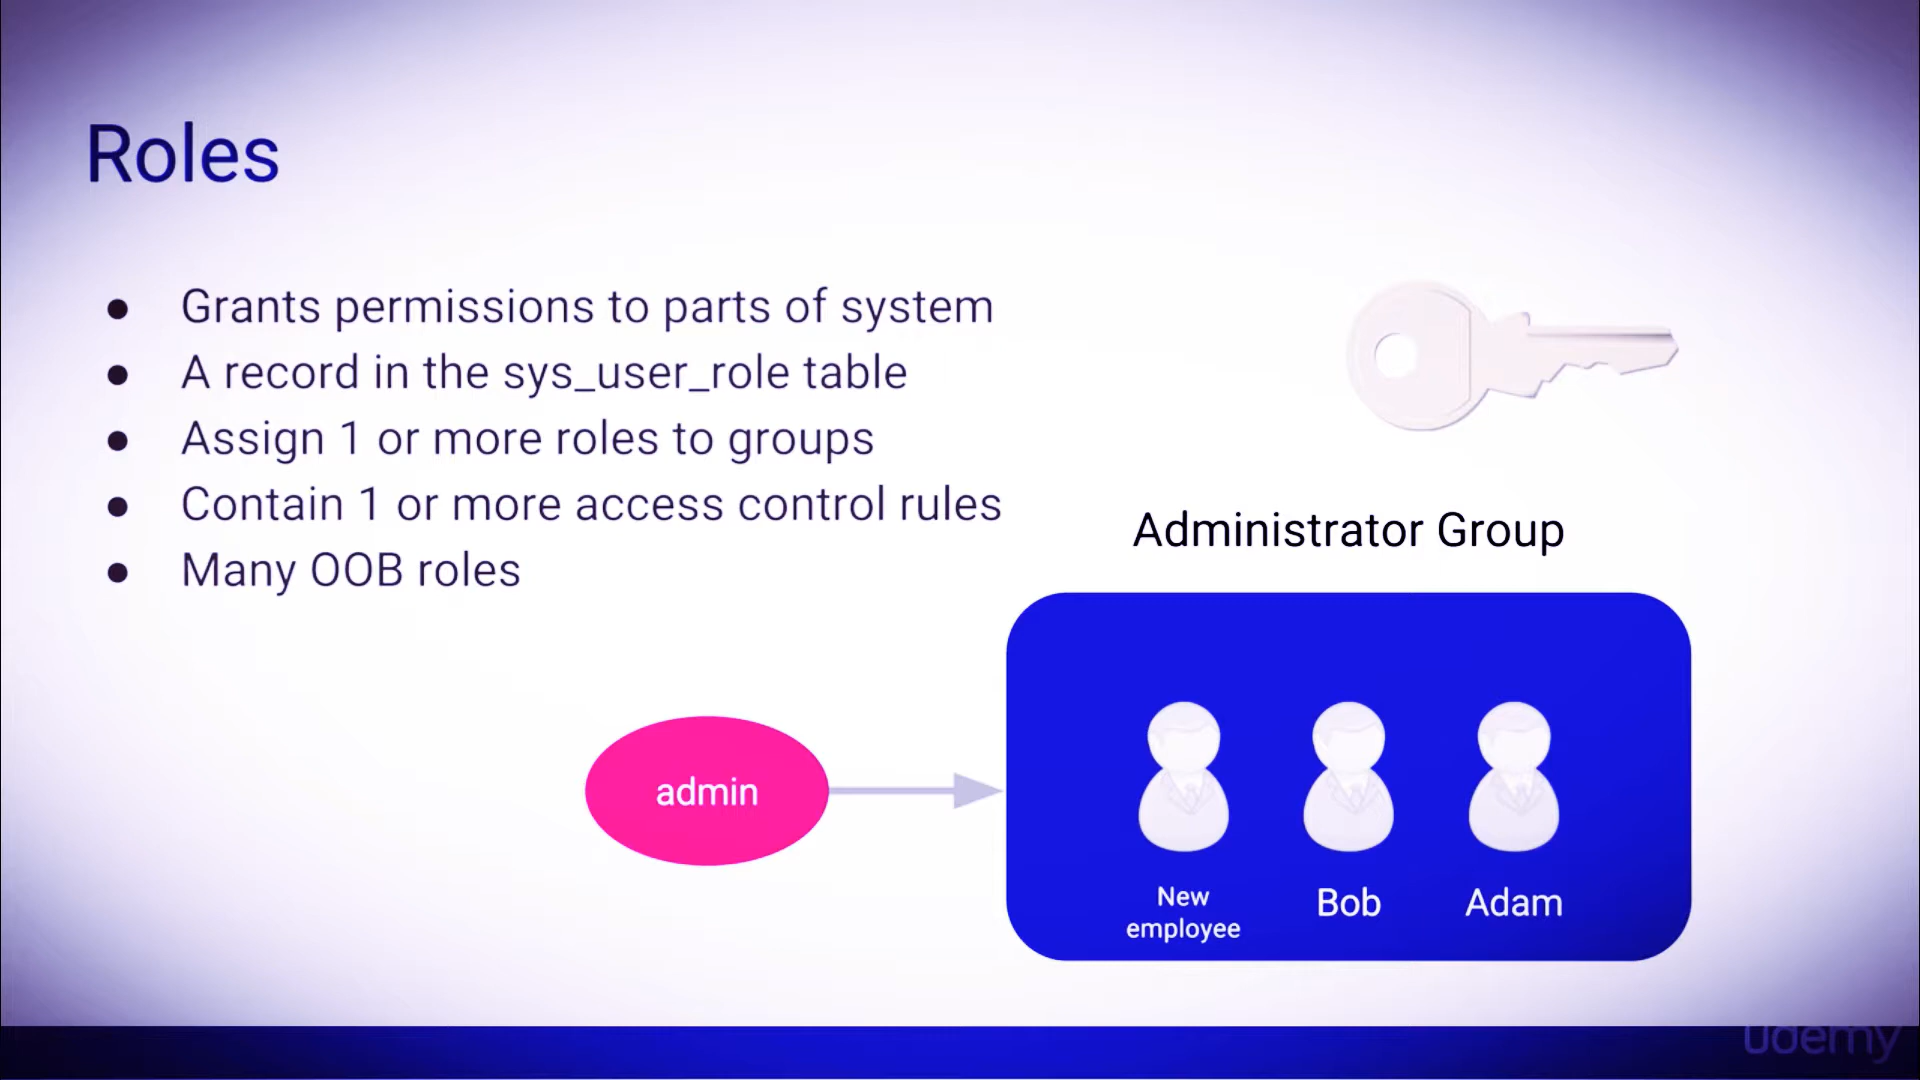 Roles
● Grants permissions to parts of system
● A record in the sys_user_role table
● Assign 1 or more roles to groups
● Contain 1 or more access control rules
● Many OOB roles
Administrator Group
admin
New
employee
Bob
Adam
udemy